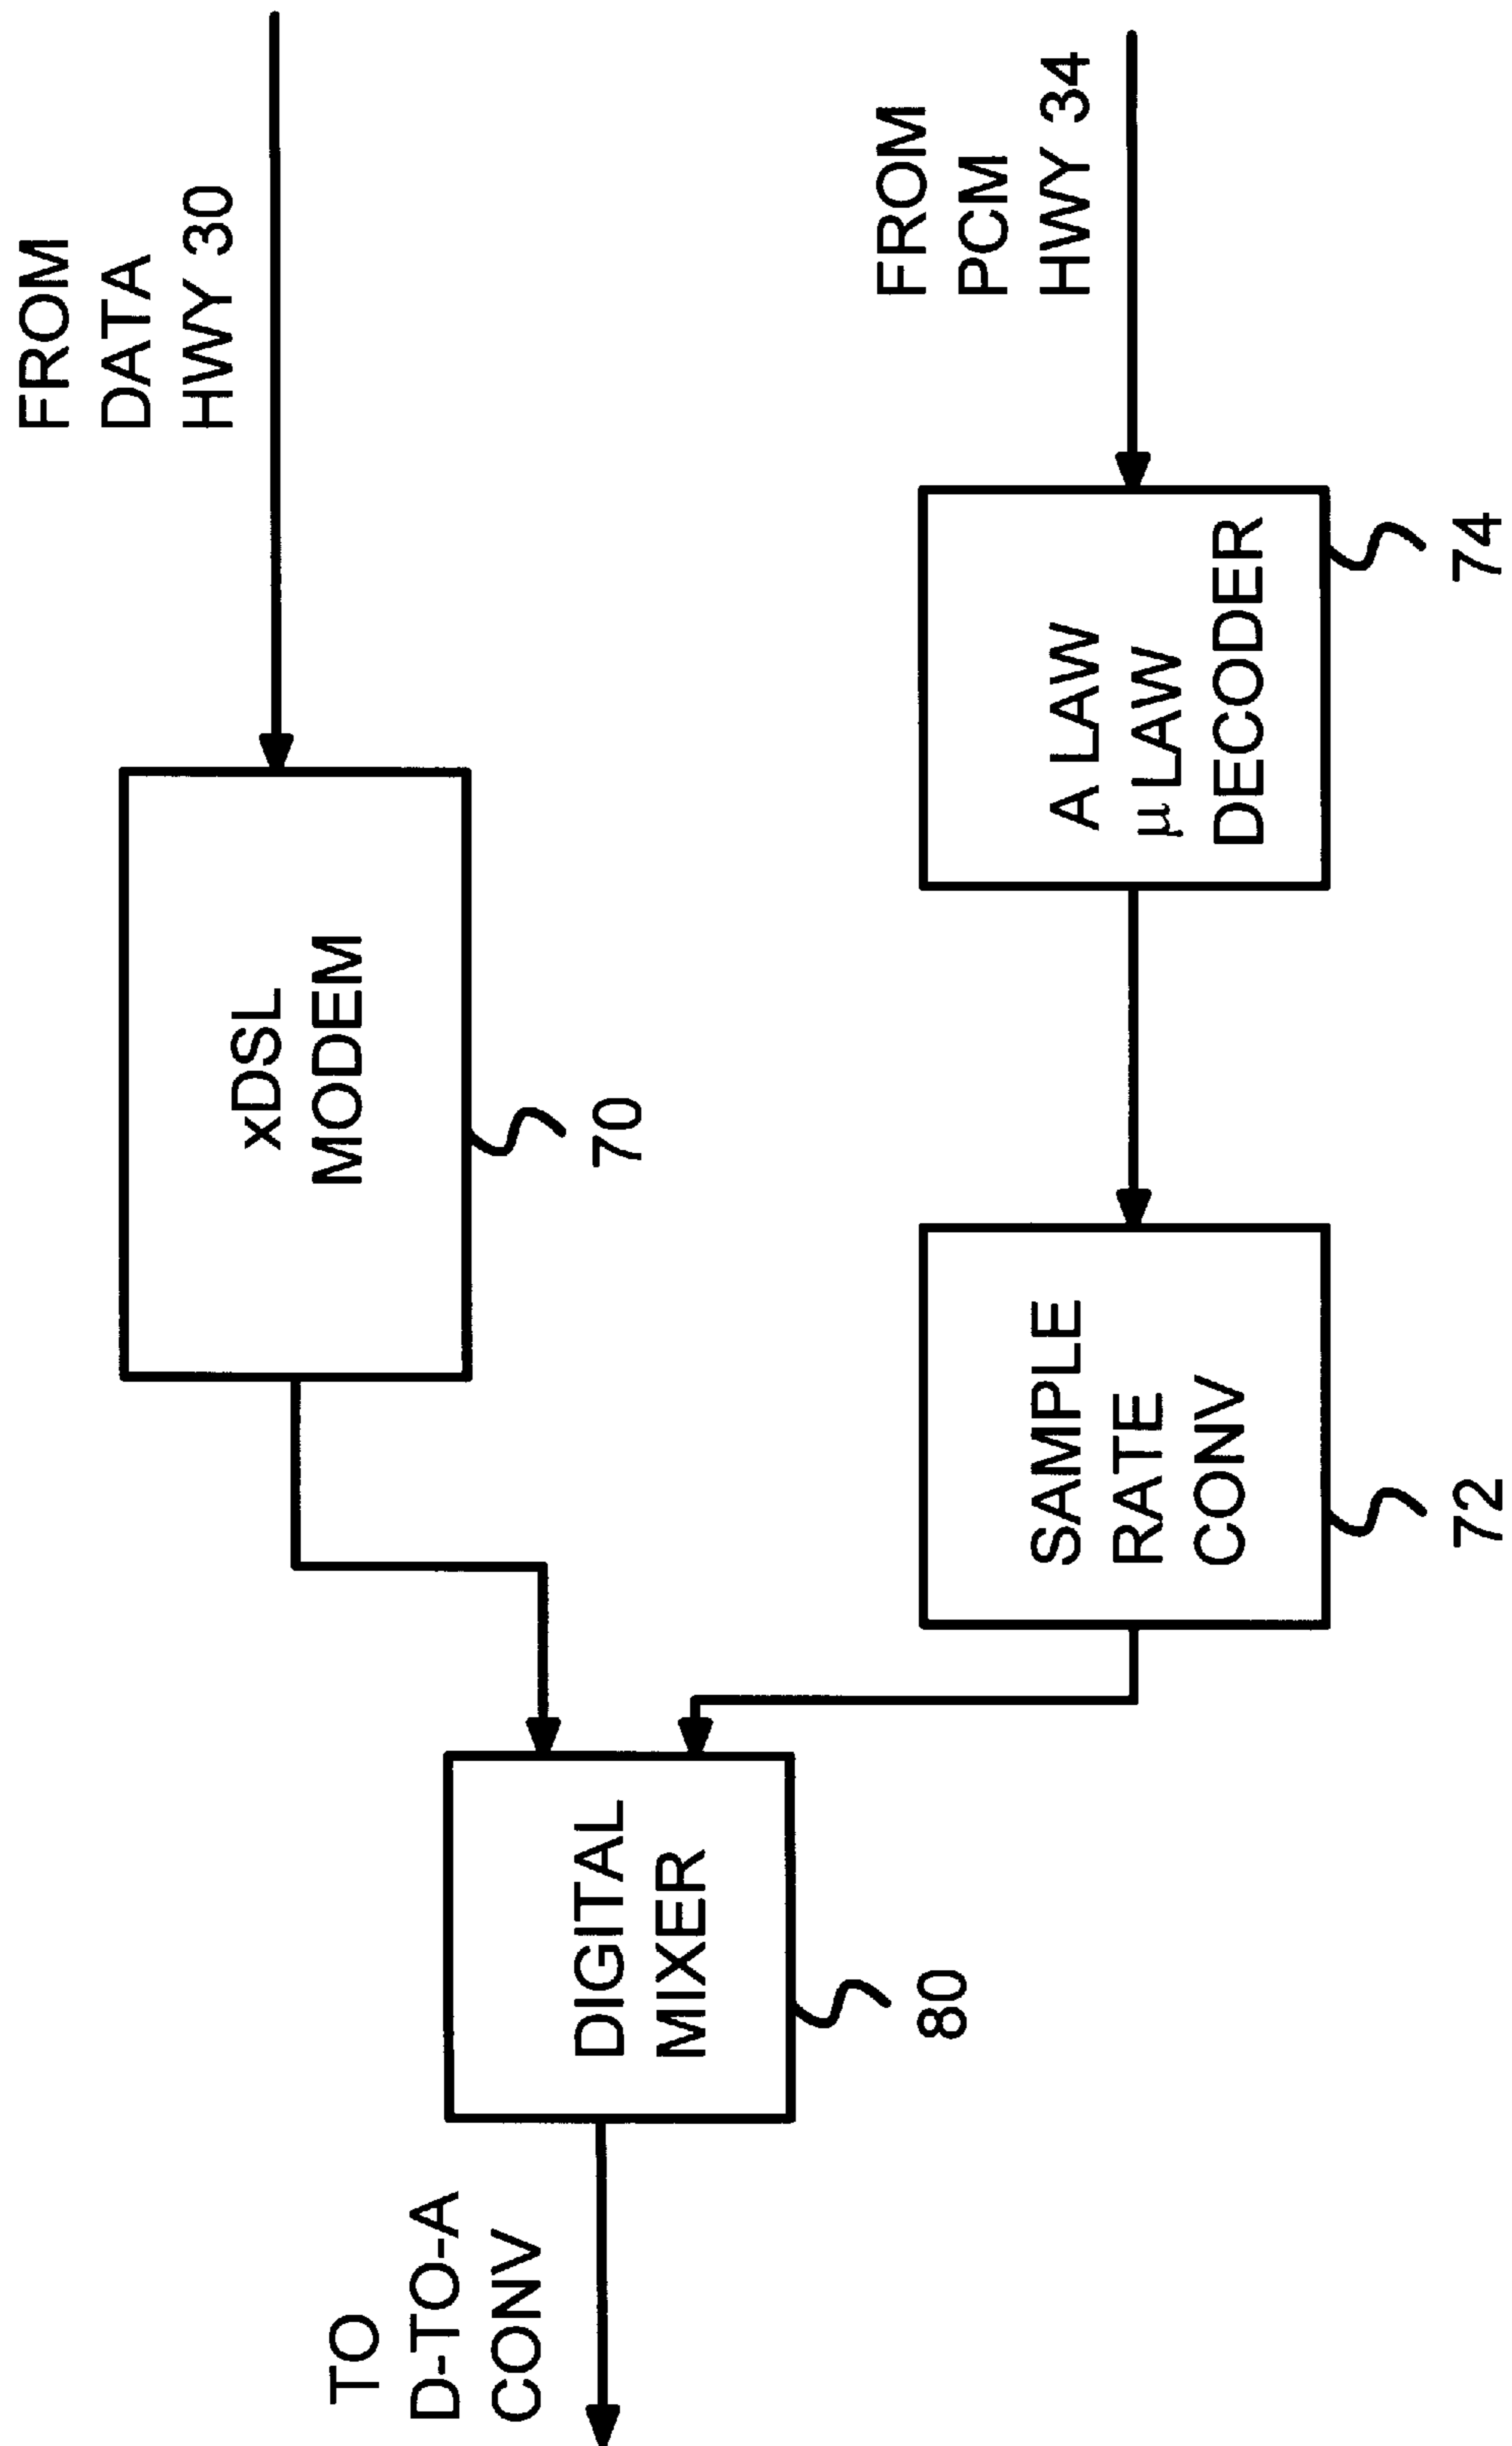 FROM
DATA
HWY 30
xDSL
MODEM
70
TO
D-TO-A
CONV
DIGITAL
MIXER
80
FROM
PCM
HWY 34
SAMPLE
RATE
CONV
72
A LAW
μ LAW
DECODER
74